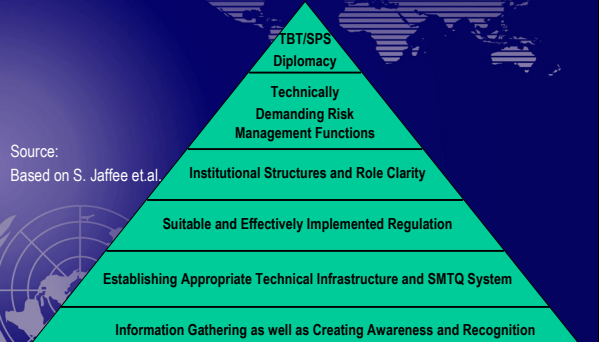 TBT/SPS
Diplomacy
Technically
Demanding Risk
Management Functions
Source:
Based on S. Jaffee et.al.
Institutional Structures and Role Clarity
Suitable and Effectively Implemented Regulation
Establishing Appropriate Technical Infrastructure and SMTQ System
Information Gathering as well as Creating Awareness and Recognition